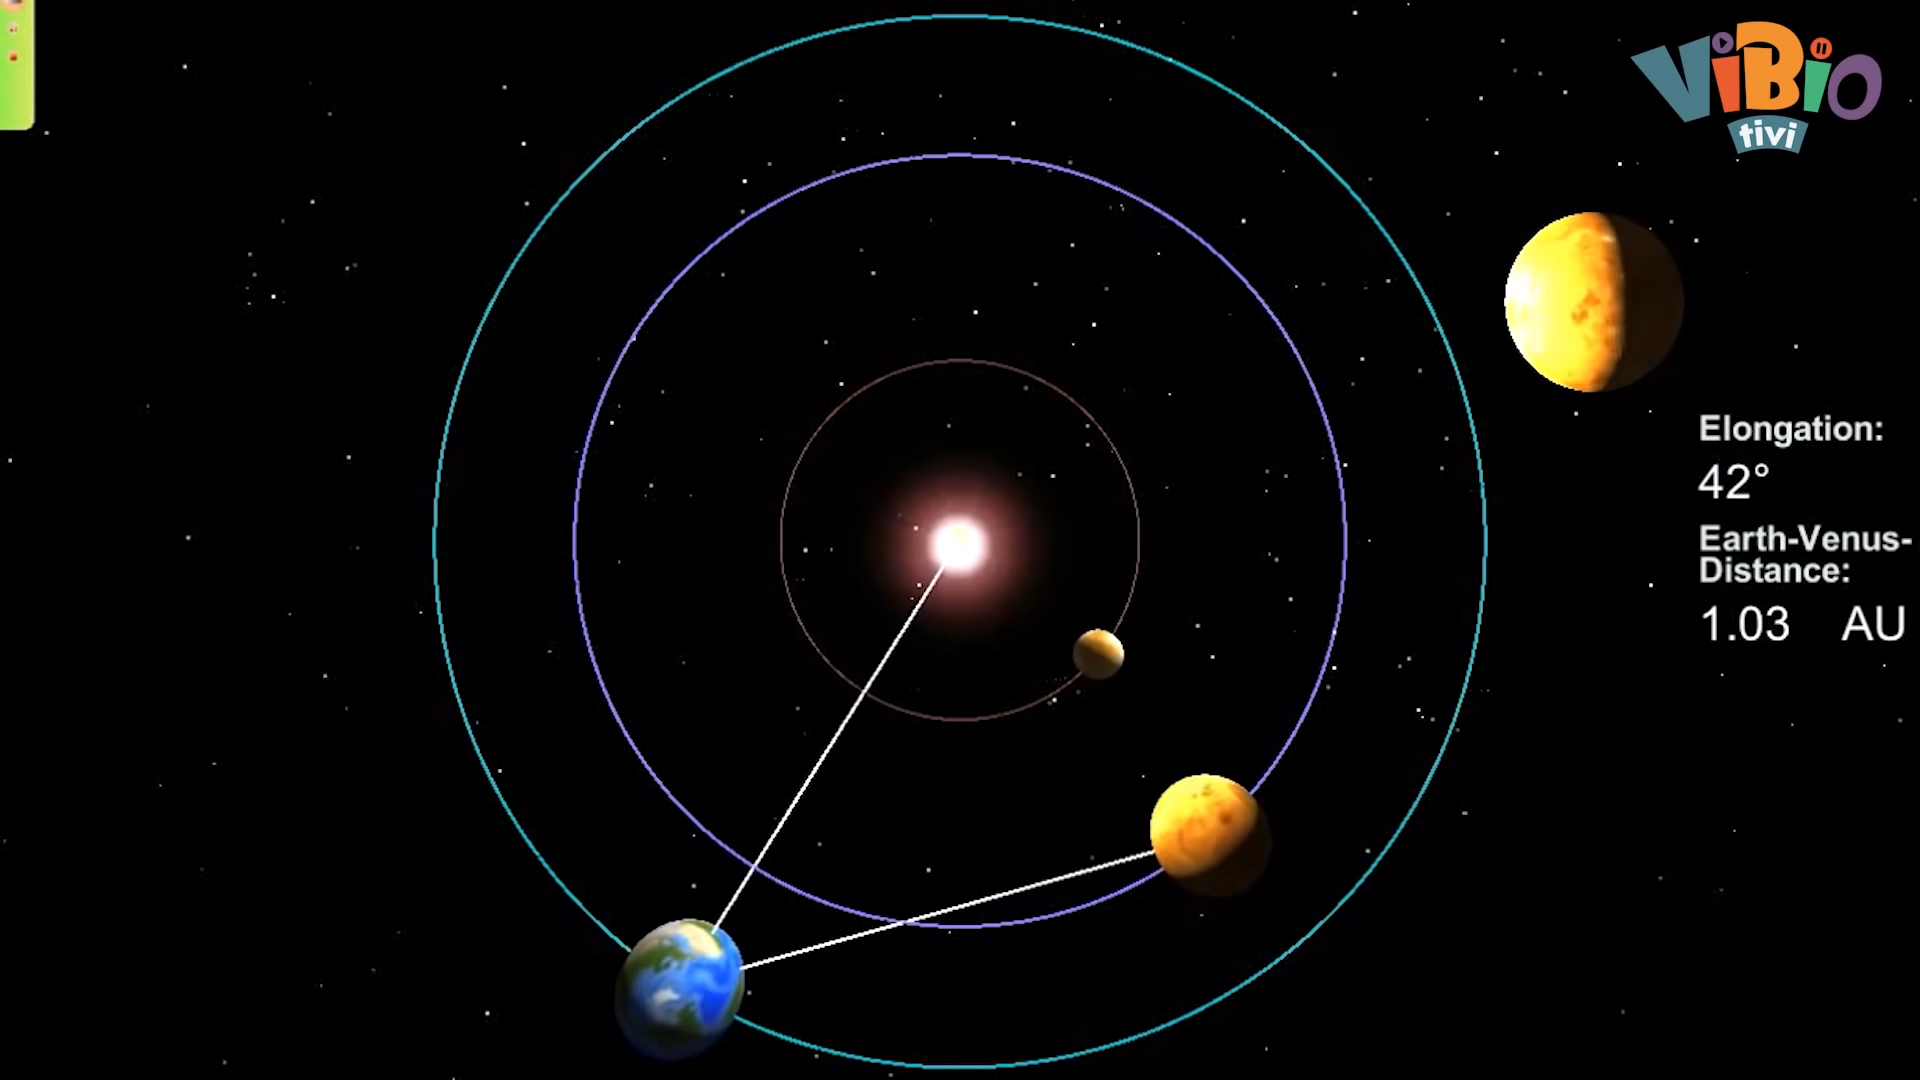 ViBiO
tivi
Elongation:
42°
Earth-Venus-
Distance:
1.03 AU